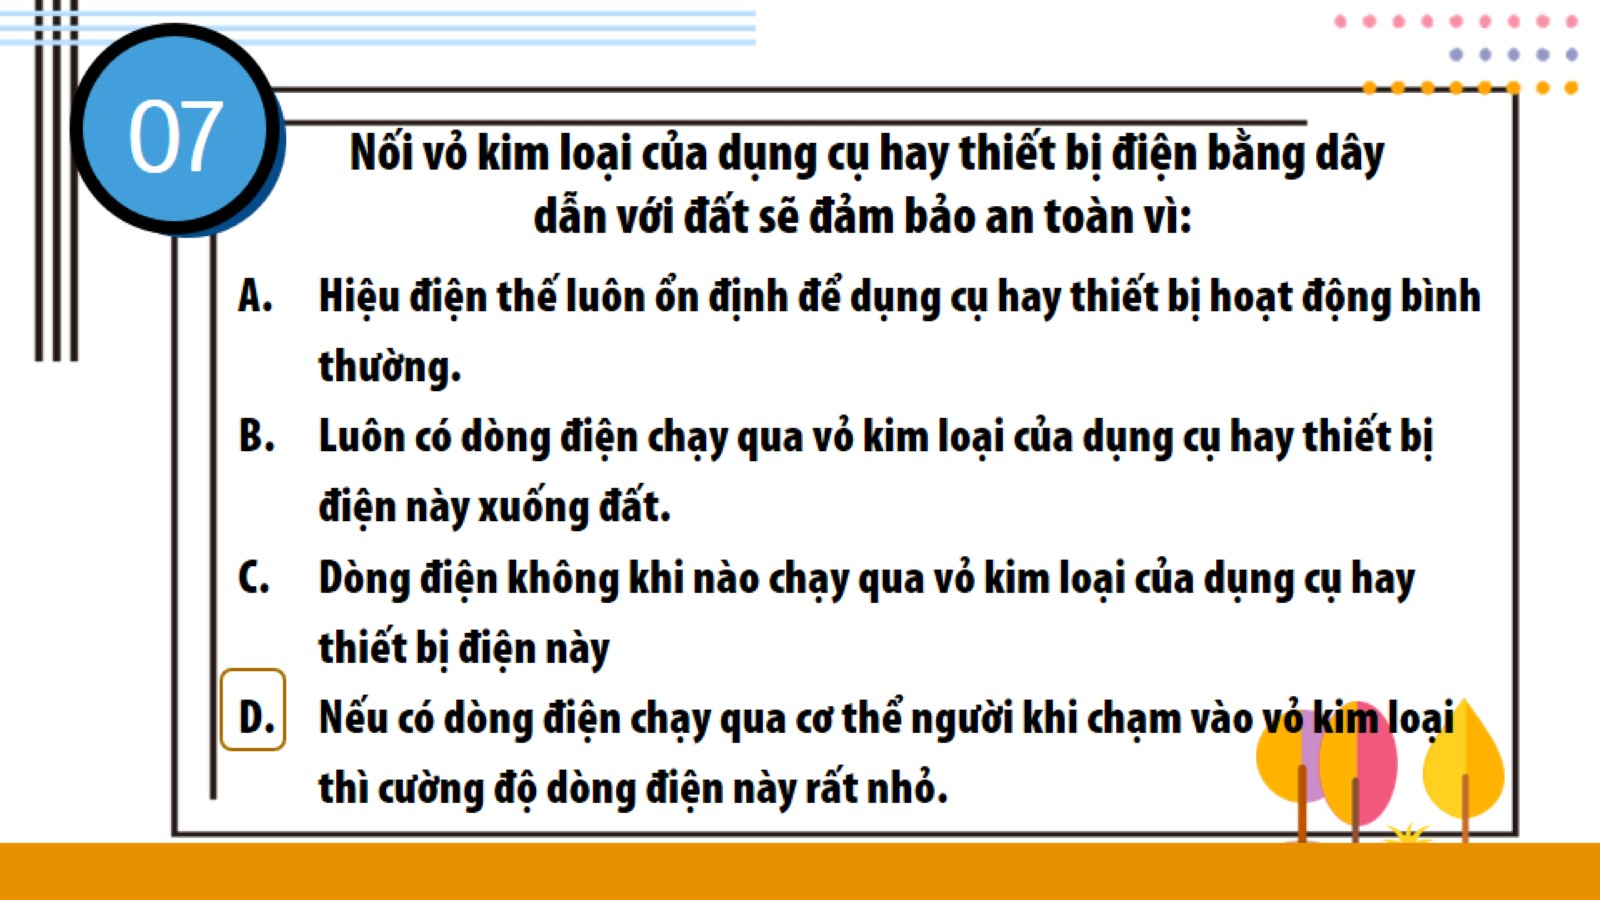 07
Nối vỏ kim loại của dụng cụ hay thiết bị điện bằng dây
dẫn với đất sẽ đảm bảo an toàn vì:
A. Hiệu điện thế luôn ổn định để dụng cụ hay thiết bị hoạt động bình
thường.
B. Luôn có dòng điện chạy qua vỏ kim loại của dụng cụ hay thiết bị
điện này xuống đất.
C. Dòng điện không khi nào chạy qua vỏ kim loại của dụng cụ hay
thiết bị điện này
D. Nếu có dòng điện chạy qua cơ thể người khi chạm vào vỏ kim loại
thì cường độ dòng điện này rất nhỏ.